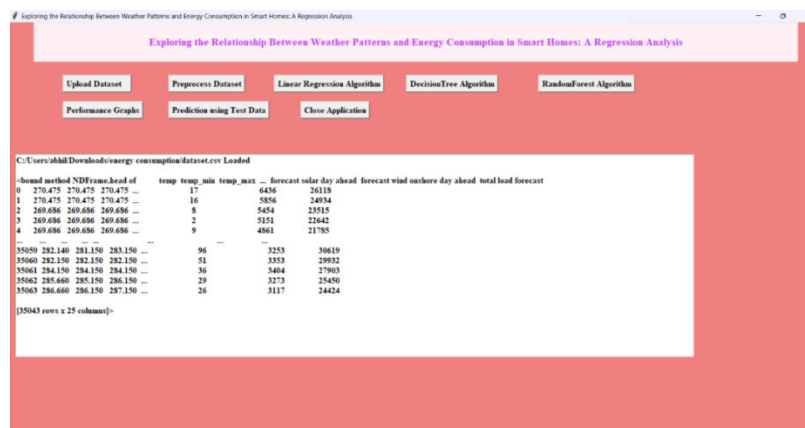 Exploring the Relationship Between Weather Patterns and Energy Consumption in Smart Homes: A Regression Analysis
Exploring the Relationship Between Weather Patterns and Energy Consumption in Smart Homes: A Regression Analysis
Upload Dataset Preprocess Dataset Linear Regression Algorithm DecisionTree Algorithm RandomForest Algorithm
Performance Graphs Prediction using Test Data Close Application
C:/Users/abhil/Downloads/energy consumption/dataset.csv Loaded
<bound method NDFrame.head of temp temp_min temp_max ... forecast solar day ahead forecast wind onshore day ahead total load forecast
0 270.475 270.475 270.475 ... 17 6436 26118
1 270.475 270.475 270.475 ... 16 5856 24934
2 269.686 269.686 269.686 ... 8 5454 23515
3 269.686 269.686 269.686 ... 2 5151 22642
4 269.686 269.686 269.686 ... 9 4861 21785
... ... ... ... ... ... ... ...
35059 282.140 281.150 283.150 ... 96 3253 30619
35060 282.150 282.150 282.150 ... 51 3353 29932
35061 284.150 284.150 284.150 ... 36 3404 27903
35062 285.660 285.150 286.150 ... 29 3273 25450
35063 286.660 286.150 287.150 ... 26 3117 24424
[35043 rows x 25 columns]>